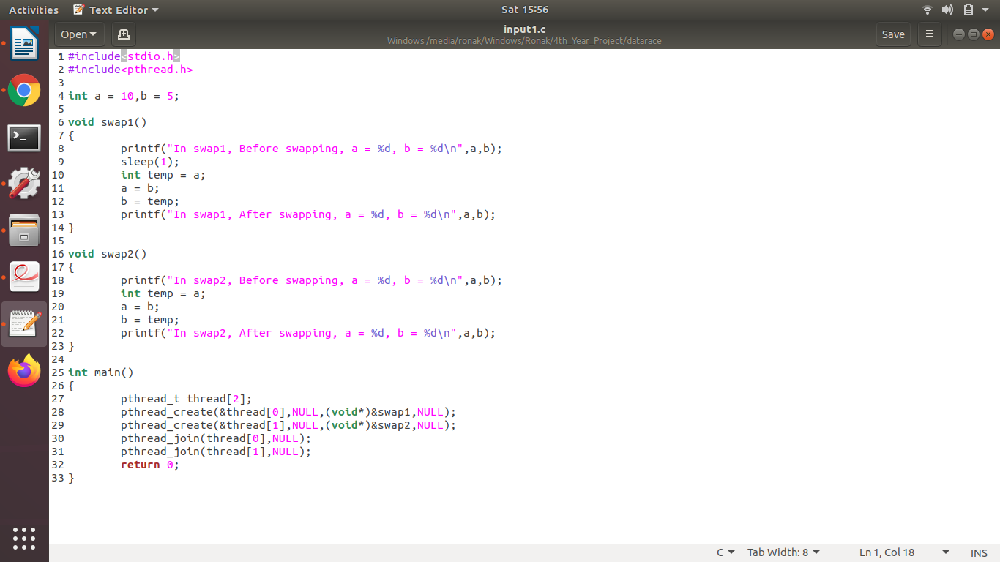 Activities Text Editor Sat 15:56
Open input1.c Save
Windows /media/ronak/Windows/Ronak/4th_Year_Project/datarace
1 #include<stdio.h>
2 #include<pthread.h>
3
4 int a = 10,b = 5;
5
6 void swap1()
7 {
8         printf("In swap1, Before swapping, a = %d, b = %d\n",a,b);
9         sleep(1);
10         int temp = a;
11         a = b;
12         b = temp;
13         printf("In swap1, After swapping, a = %d, b = %d\n",a,b);
14 }
15
16 void swap2()
17 {
18         printf("In swap2, Before swapping, a = %d, b = %d\n",a,b);
19         int temp = a;
20         a = b;
21         b = temp;
22         printf("In swap2, After swapping, a = %d, b = %d\n",a,b);
23 }
24
25 int main()
26 {
27         pthread_t thread[2];
28         pthread_create(&thread[0],NULL,(void*)&swap1,NULL);
29         pthread_create(&thread[1],NULL,(void*)&swap2,NULL);
30         pthread_join(thread[0],NULL);
31         pthread_join(thread[1],NULL);
32         return 0;
33 }
C Tab Width: 8 Ln 1, Col 18 INS